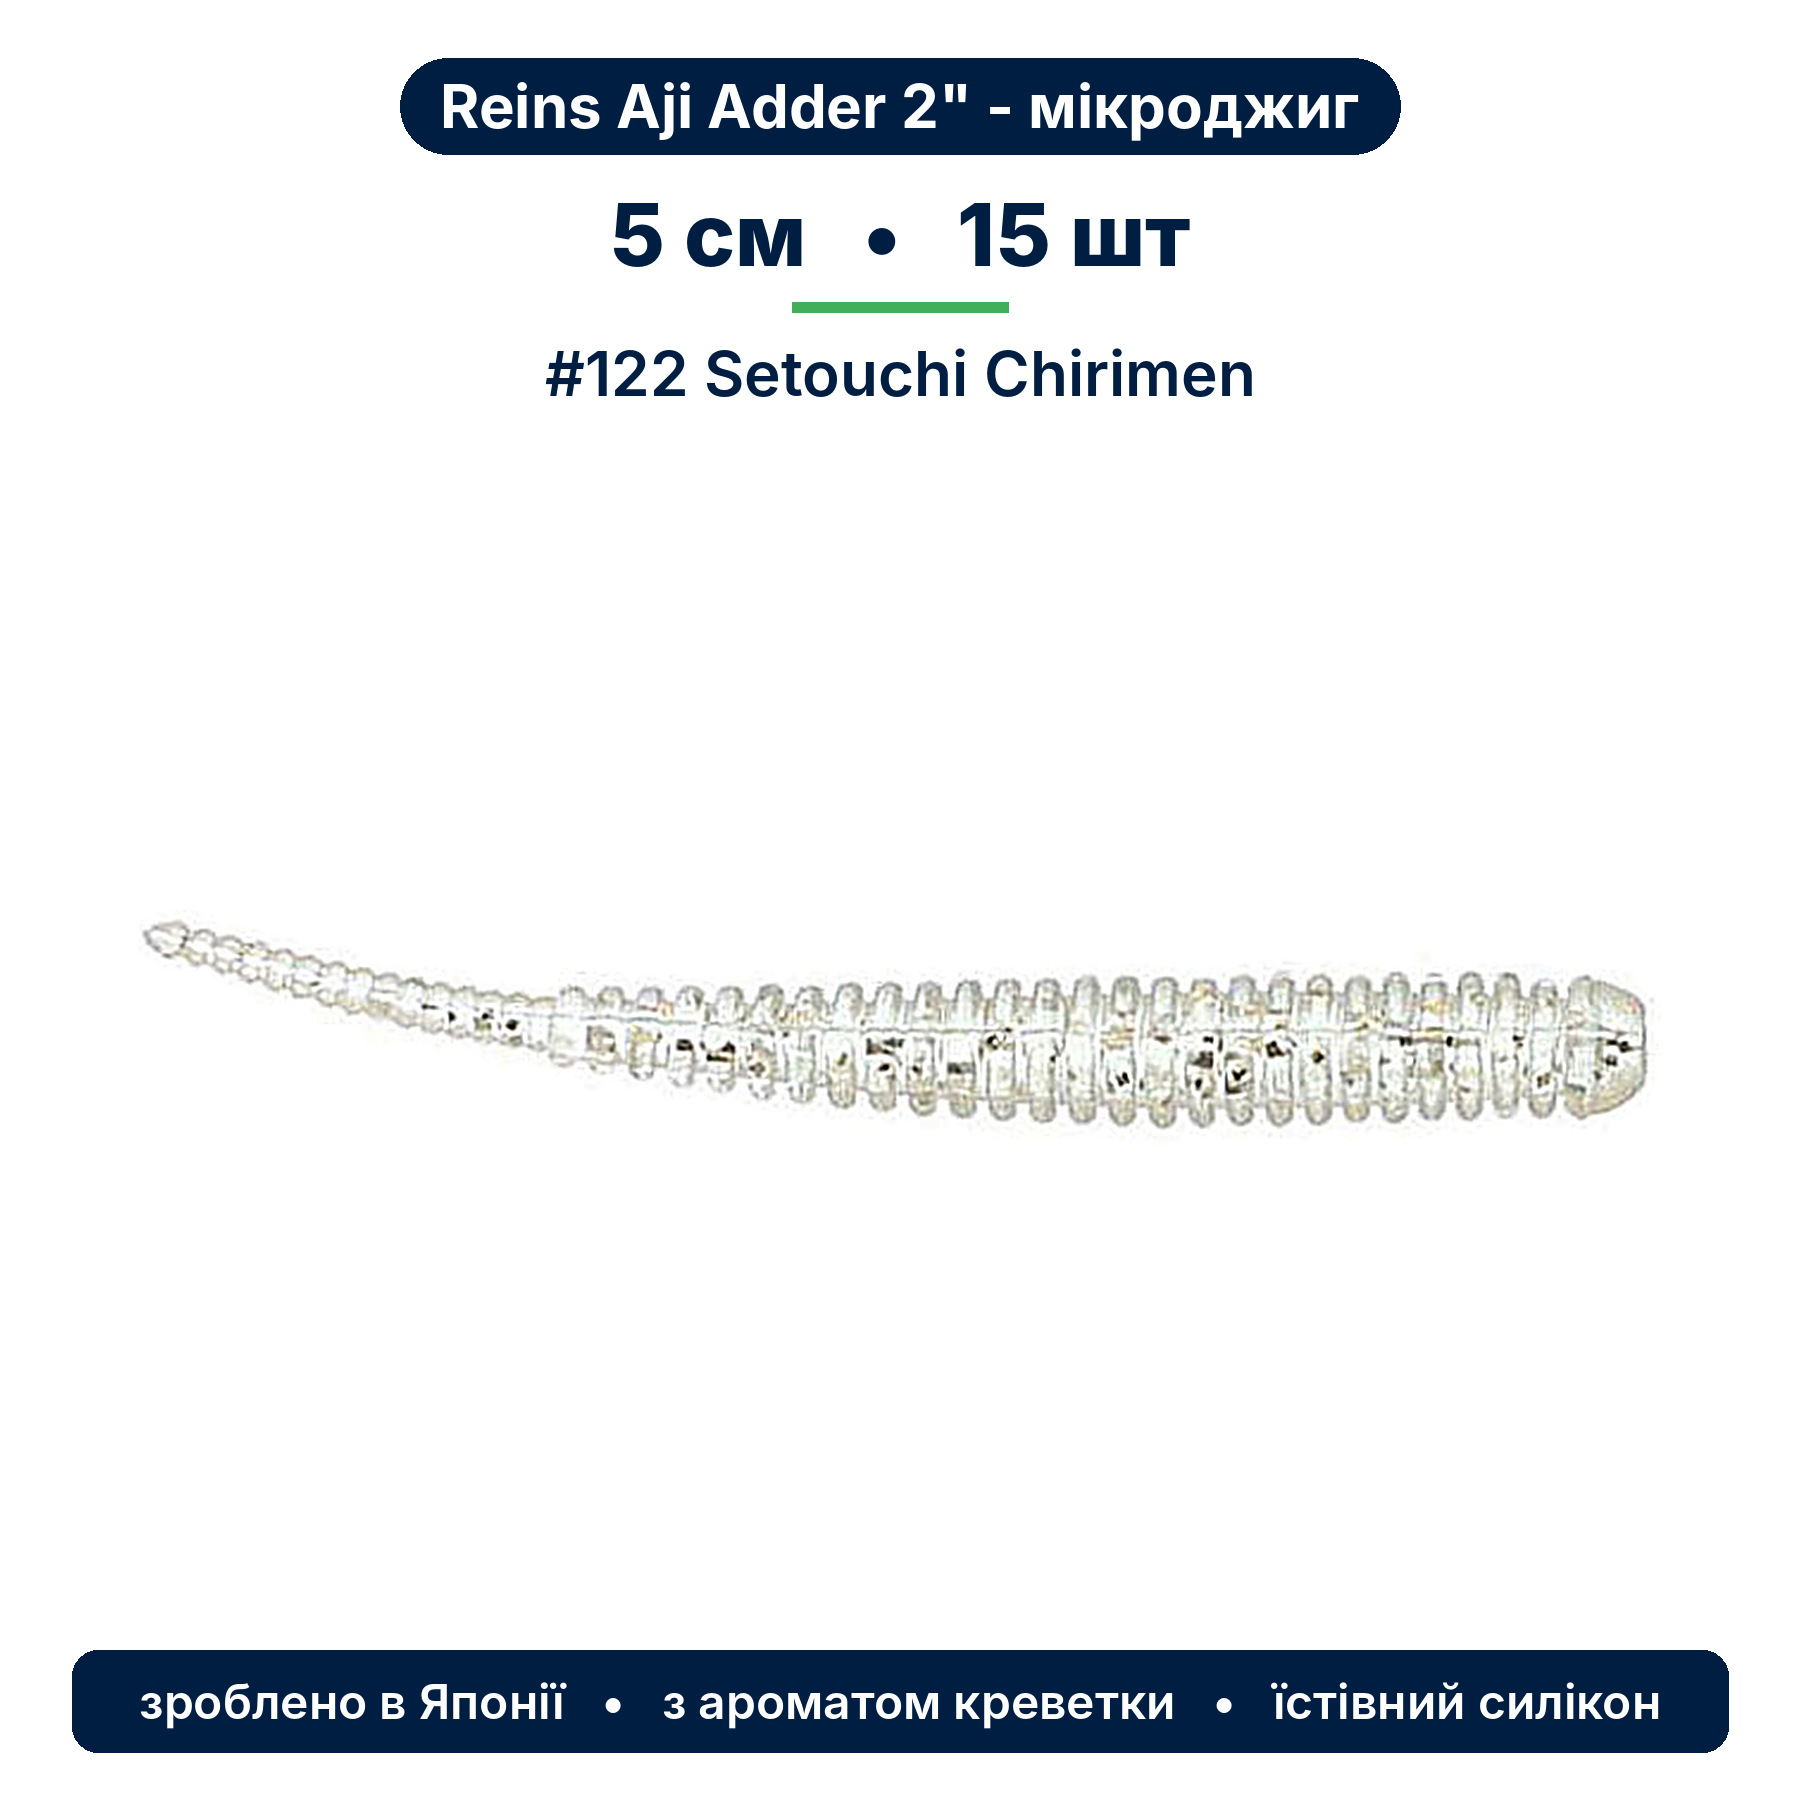 Reins Aji Adder 2" - мікроджиг
5 см • 15 шт
#122 Setouchi Chirimen
зроблено в Японії • з ароматом креветки • їстівний силікон